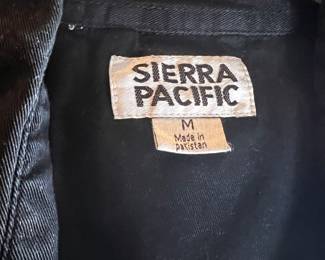 SIERRA
PACIFIC
M
Made in
pakistan